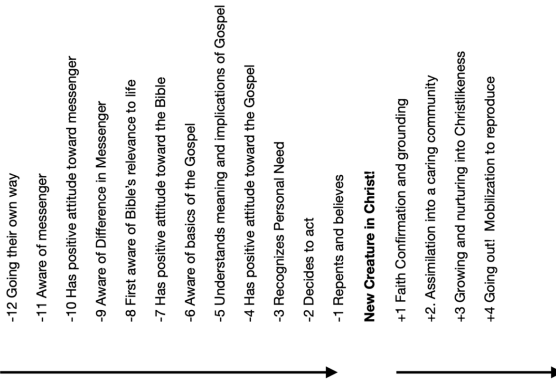 -12 Going their own way
-11 Aware of messenger
-10 Has positive attitude toward messenger
-9 Aware of Difference in Messenger
-8 First aware of Bible's relevance to life
-7 Has positive attitude toward the Bible
-6 Aware of basics of the Gospel
-5 Understands meaning and implications of Gospel
-4 Has positive attitude toward the Gospel
-3 Recognizes Personal Need
-2 Decides to act
-1 Repents and believes
New Creature in Christ!
+1 Faith Confirmation and grounding
+2. Assimilation into a caring community
+3 Growing and nurturing into Christlikeness
+4 Going out! Mobilization to reproduce